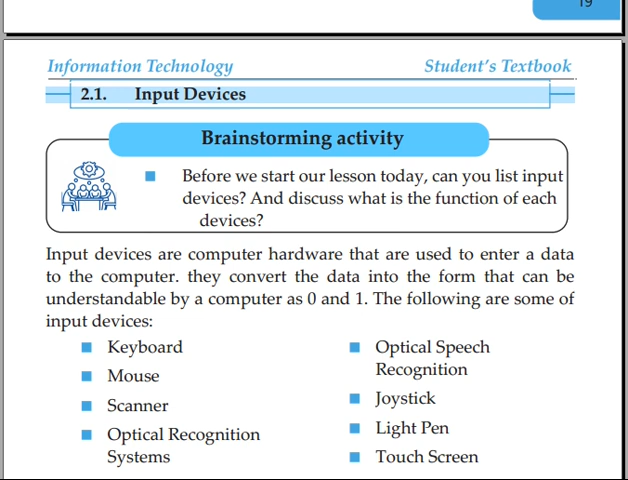 19
Information Technology Student's Textbook
2.1. Input Devices
Brainstorming activity
Before we start our lesson today, can you list input
devices? And discuss what is the function of each
devices?
Input devices are computer hardware that are used to enter a data
to the computer. they convert the data into the form that can be
understandable by a computer as 0 and 1. The following are some of
input devices:
Keyboard
Mouse
Scanner
Optical Recognition
Systems
Optical Speech
Recognition
Joystick
Light Pen
Touch Screen